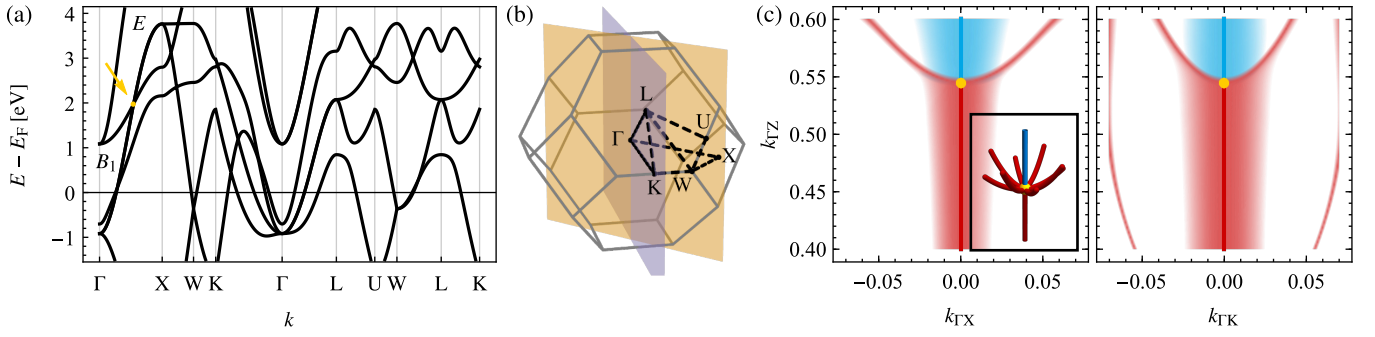 (a)
E − E_F [eV]
4
3
2
1
0
−1
E
B₁
Γ X W K Γ L U W L K
k
(b)
L
U
Γ
X
K
W
(c)
k_ΓZ
0.60
0.55
0.50
0.45
0.40
−0.05 0.00 0.05
k_ΓX
−0.05 0.00 0.05
k_ΓK